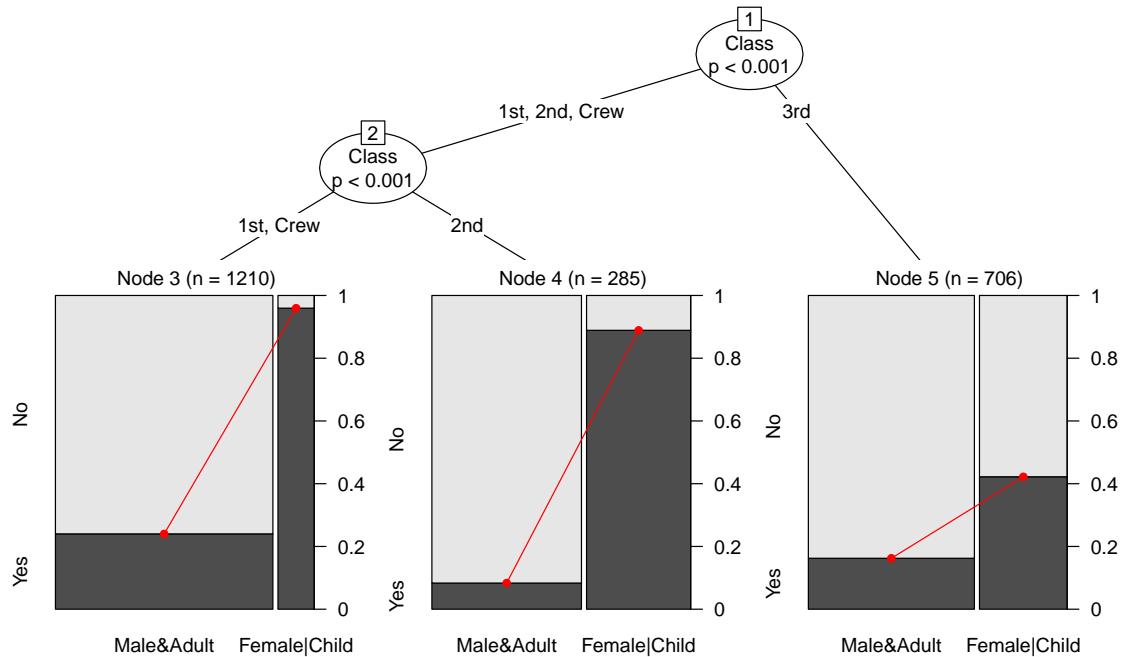 1
Class
p < 0.001
1st, 2nd, Crew
3rd
2
Class
p < 0.001
1st, Crew
2nd
Node 3 (n = 1210)
No
Yes
Male&Adult
Female|Child
1
0.8
0.6
0.4
0.2
0
Node 4 (n = 285)
No
Yes
Male&Adult
Female|Child
1
0.8
0.6
0.4
0.2
0
Node 5 (n = 706)
No
Yes
Male&Adult
Female|Child
1
0.8
0.6
0.4
0.2
0